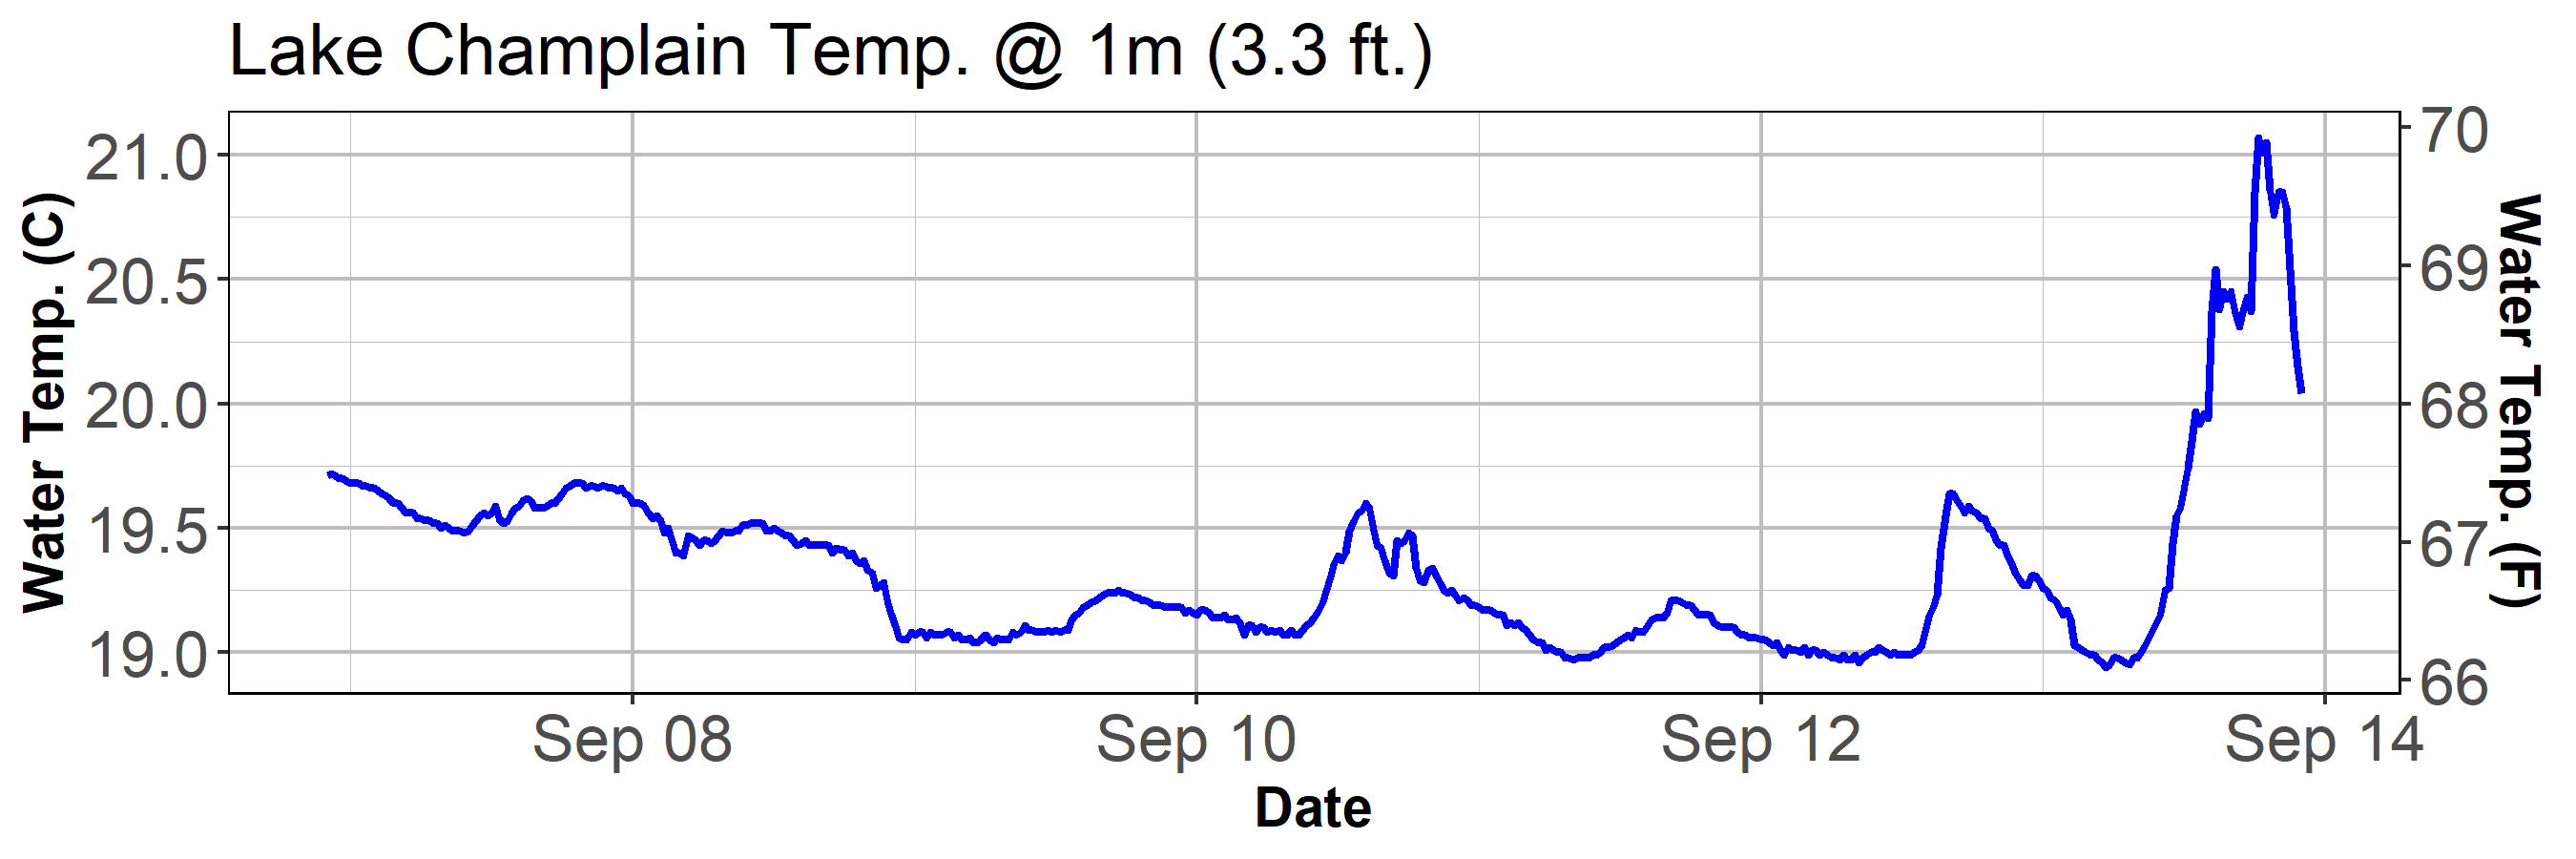 Lake Champlain Temp. @ 1m (3.3 ft.)
Water Temp. (C)
21.0
20.5
20.0
19.5
19.0
70
69
68
67
66
Water Temp. (F)
Sep 08 Sep 10 Sep 12 Sep 14
Date